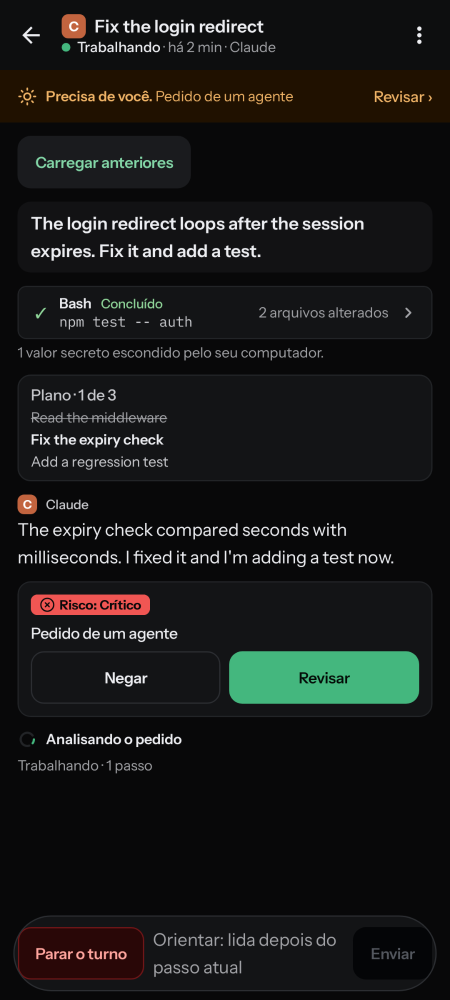 C Fix the login redirect
Trabalhando · há 2 min · Claude
Precisa de você. Pedido de um agente Revisar ›
Carregar anteriores
The login redirect loops after the session
expires. Fix it and add a test.
✓ Bash Concluído
npm test -- auth
2 arquivos alterados
1 valor secreto escondido pelo seu computador.
Plano · 1 de 3
Read the middleware
Fix the expiry check
Add a regression test
C Claude
The expiry check compared seconds with
milliseconds. I fixed it and I'm adding a test now.
Risco: Crítico
Pedido de um agente
Negar Revisar
Analisando o pedido
Trabalhando · 1 passo
Parar o turno
Orientar: lida depois do
passo atual
Enviar